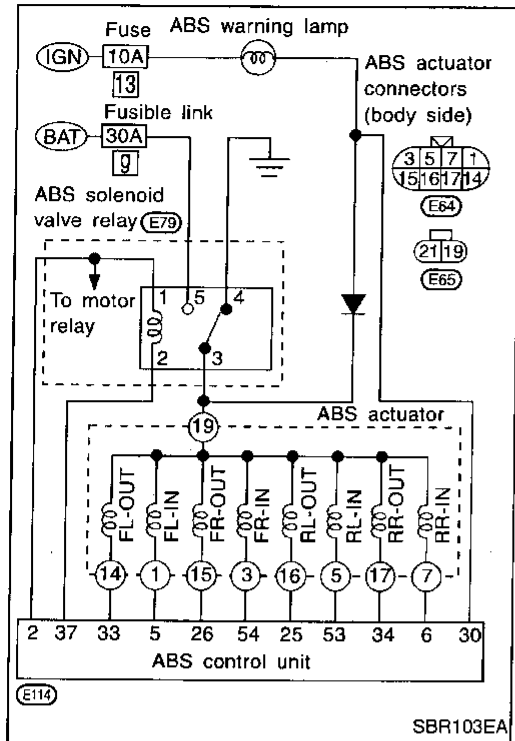 Fuse
ABS warning lamp
IGN
10A
13
ABS actuator
connectors
(body side)
Fusible link
BAT
30A
9
3 5 7 1
15 16 17 14
E64
ABS solenoid
valve relay
E79
21 19
E65
To motor
relay
1
5
4
2
3
ABS actuator
19
FL-OUT
FL-IN
FR-OUT
FR-IN
RL-OUT
RL-IN
RR-OUT
RR-IN
14
1
15
3
16
5
17
7
2 37 33 5 26 54 25 53 34 6 30
ABS control unit
E114
SBR103EA